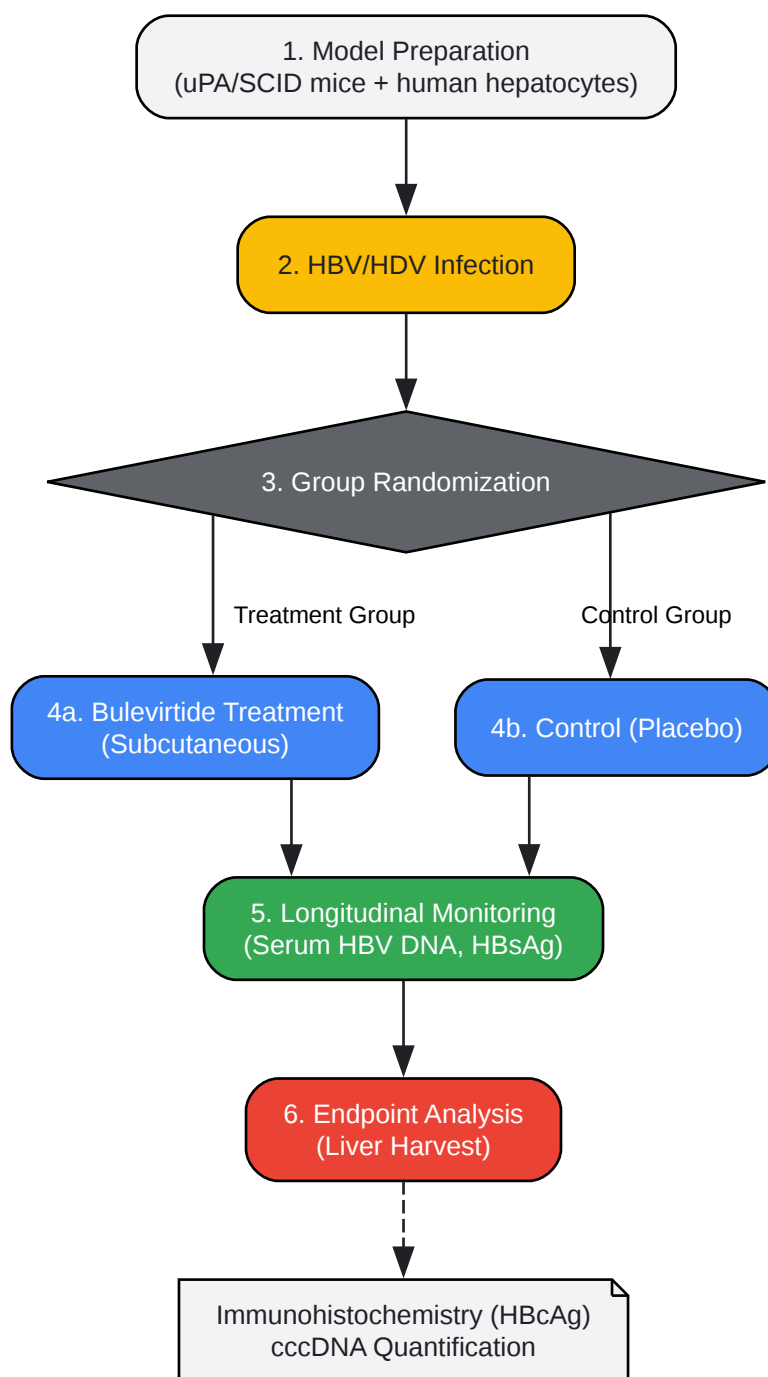 1. Model Preparation
(uPA/SCID mice + human hepatocytes)
2. HBV/HDV Infection
3. Group Randomization
Treatment Group
Control Group
4a. Bulevirtide Treatment
(Subcutaneous)
4b. Control (Placebo)
5. Longitudinal Monitoring
(Serum HBV DNA, HBsAg)
6. Endpoint Analysis
(Liver Harvest)
Immunohistochemistry (HBcAg)
cccDNA Quantification